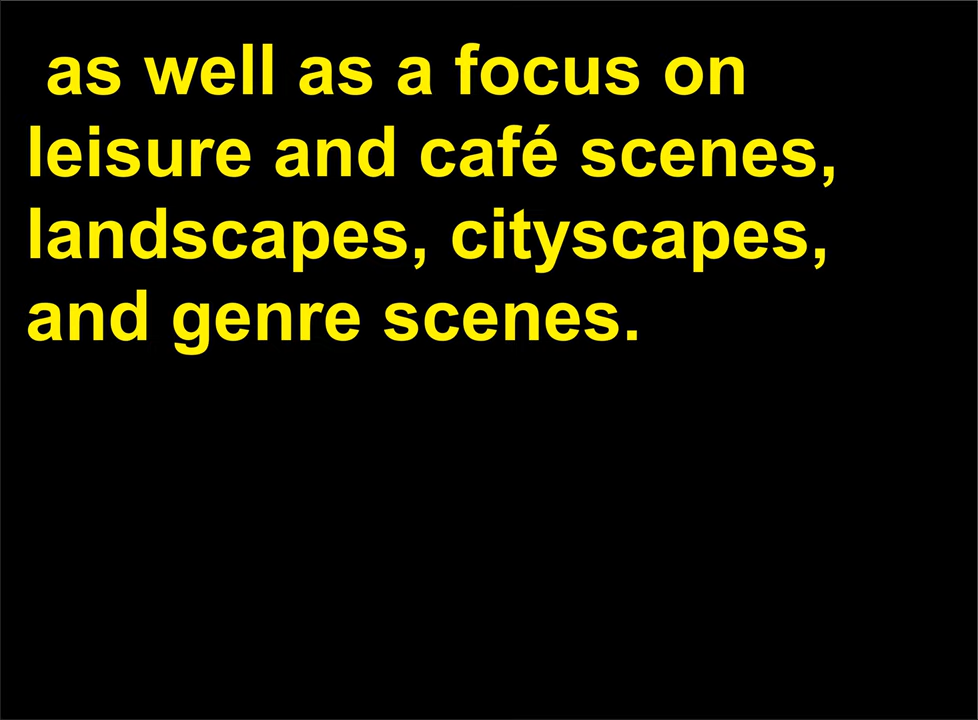 as well as a focus on
leisure and café scenes,
landscapes, cityscapes,
and genre scenes.